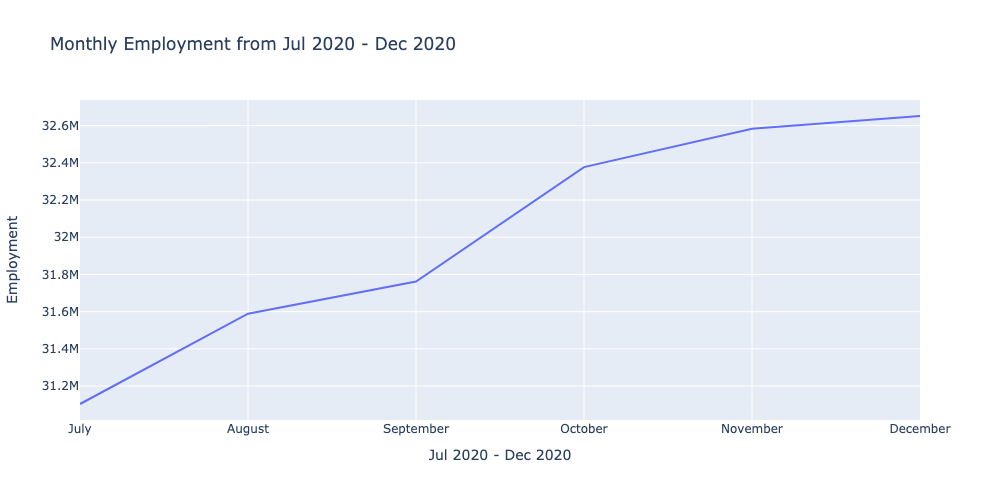 Monthly Employment from Jul 2020 - Dec 2020
32.6M
32.4M
32.2M
32M
31.8M
31.6M
31.4M
31.2M
Employment
July August September October November December
Jul 2020 - Dec 2020